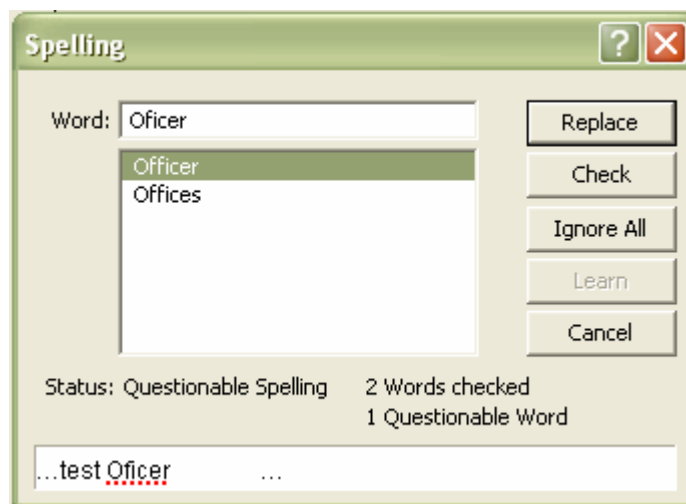 Spelling
Word: Oficer
Replace
Officer
Offices
Check
Ignore All
Learn
Cancel
Status: Questionable Spelling 2 Words checked
1 Questionable Word
...test Oficer ...